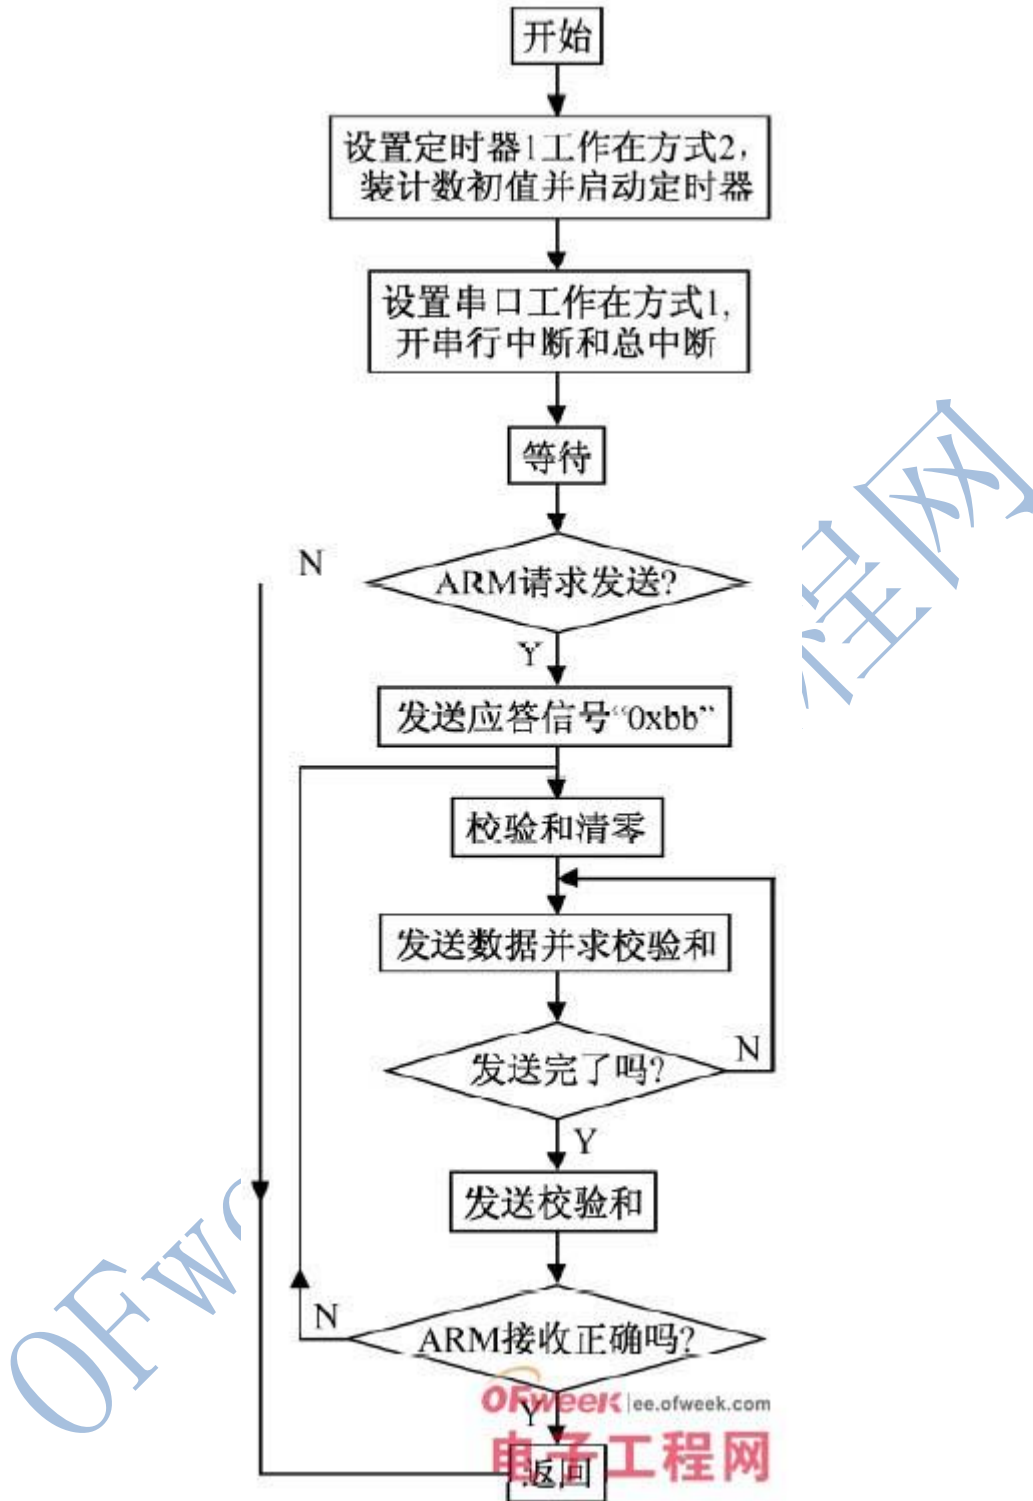 开始
设置定时器1工作在方式2,
装计数初值并启动定时器
设置串口工作在方式1,
开串行中断和总中断
等待
N
ARM请求发送?
Y
发送应答信号“0xbb”
校验和清零
发送数据并求校验和
发送完了吗?
N
Y
发送校验和
N
ARM接收正确吗?
Y
返回
OFweek
ee.ofweek.com
电子工程网
OFw
程网